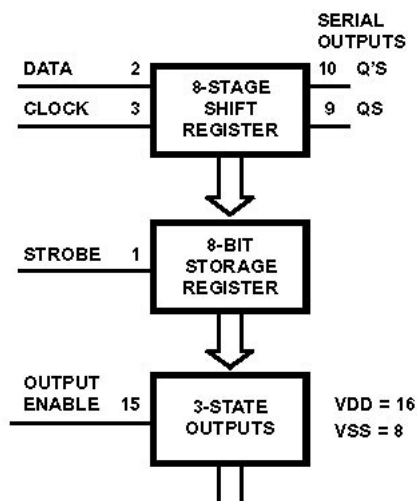 SERIAL
OUTPUTS
DATA 2
10 Q'S
CLOCK 3
9 QS
8-STAGE
SHIFT
REGISTER
STROBE 1
8-BIT
STORAGE
REGISTER
OUTPUT
ENABLE 15
3-STATE
OUTPUTS
VDD = 16
VSS = 8